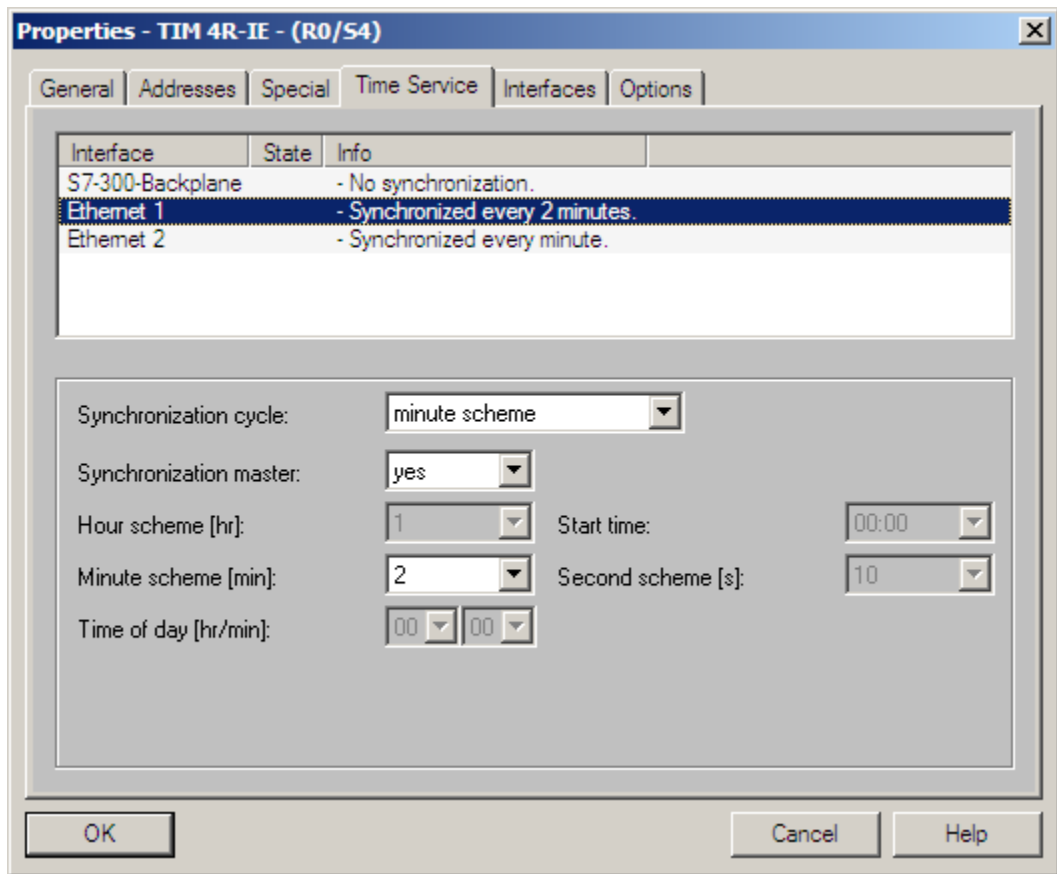 Properties - TIM 4R-IE - (R0/S4)
General Addresses Special Time Service Interfaces Options
Interface State Info
S7-300-Backplane - No synchronization.
Ethernet 1 - Synchronized every 2 minutes.
Ethernet 2 - Synchronized every minute.
Synchronization cycle: minute scheme
Synchronization master: yes
Hour scheme [hr]: 1 Start time: 00:00
Minute scheme [min]: 2 Second scheme [s]: 10
Time of day [hr/min]: 00 00
OK Cancel Help